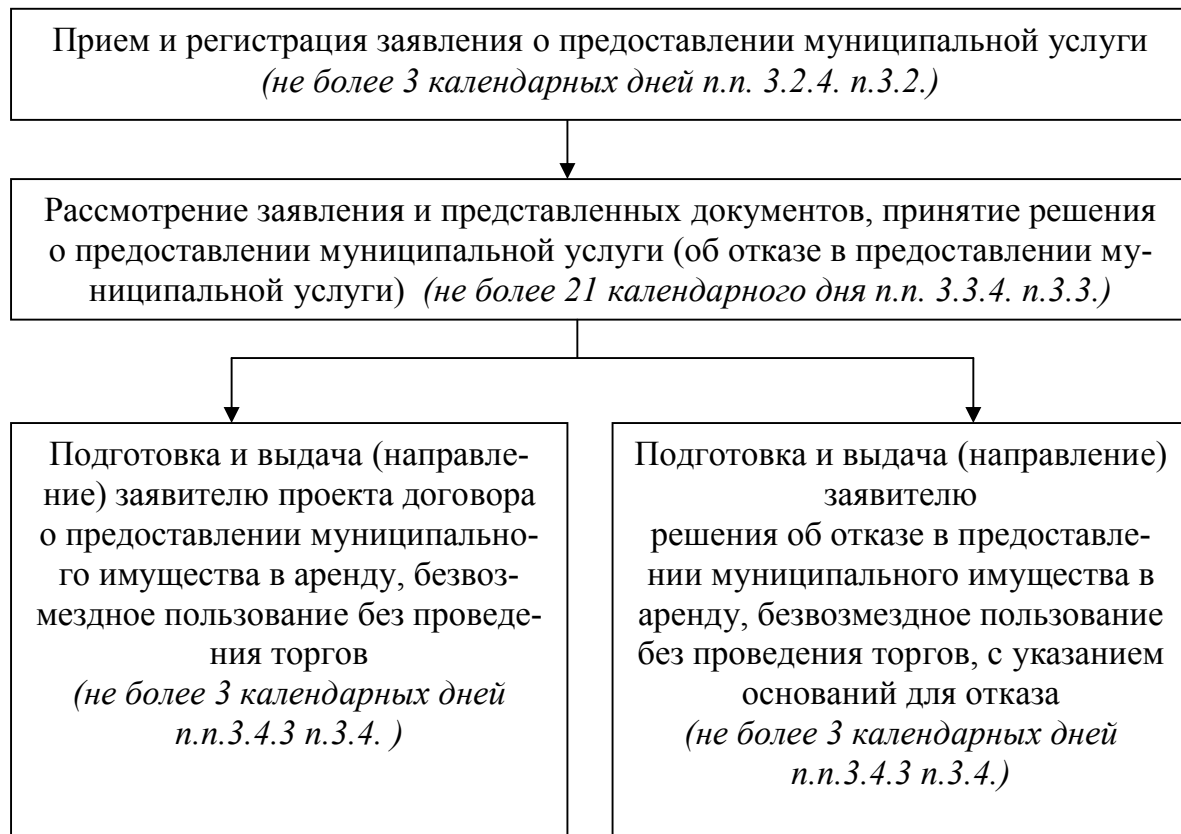 Прием и регистрация заявления о предоставлении муниципальной услуги
(не более 3 календарных дней п.п. 3.2.4. п.3.2.)
Рассмотрение заявления и представленных документов, принятие решения
о предоставлении муниципальной услуги (об отказе в предоставлении му-
ниципальной услуги) (не более 21 календарного дня п.п. 3.3.4. п.3.3.)
Подготовка и выдача (направле-
ние) заявителю проекта договора
о предоставлении муниципально-
го имущества в аренду, безвоз-
мездное пользование без проведе-
ния торгов
(не более 3 календарных дней
п.п.3.4.3 п.3.4. )
Подготовка и выдача (направление)
заявителю
решения об отказе в предоставле-
нии муниципального имущества в
аренду, безвозмездное пользование
без проведения торгов, с указанием
оснований для отказа
(не более 3 календарных дней
п.п.3.4.3 п.3.4.)